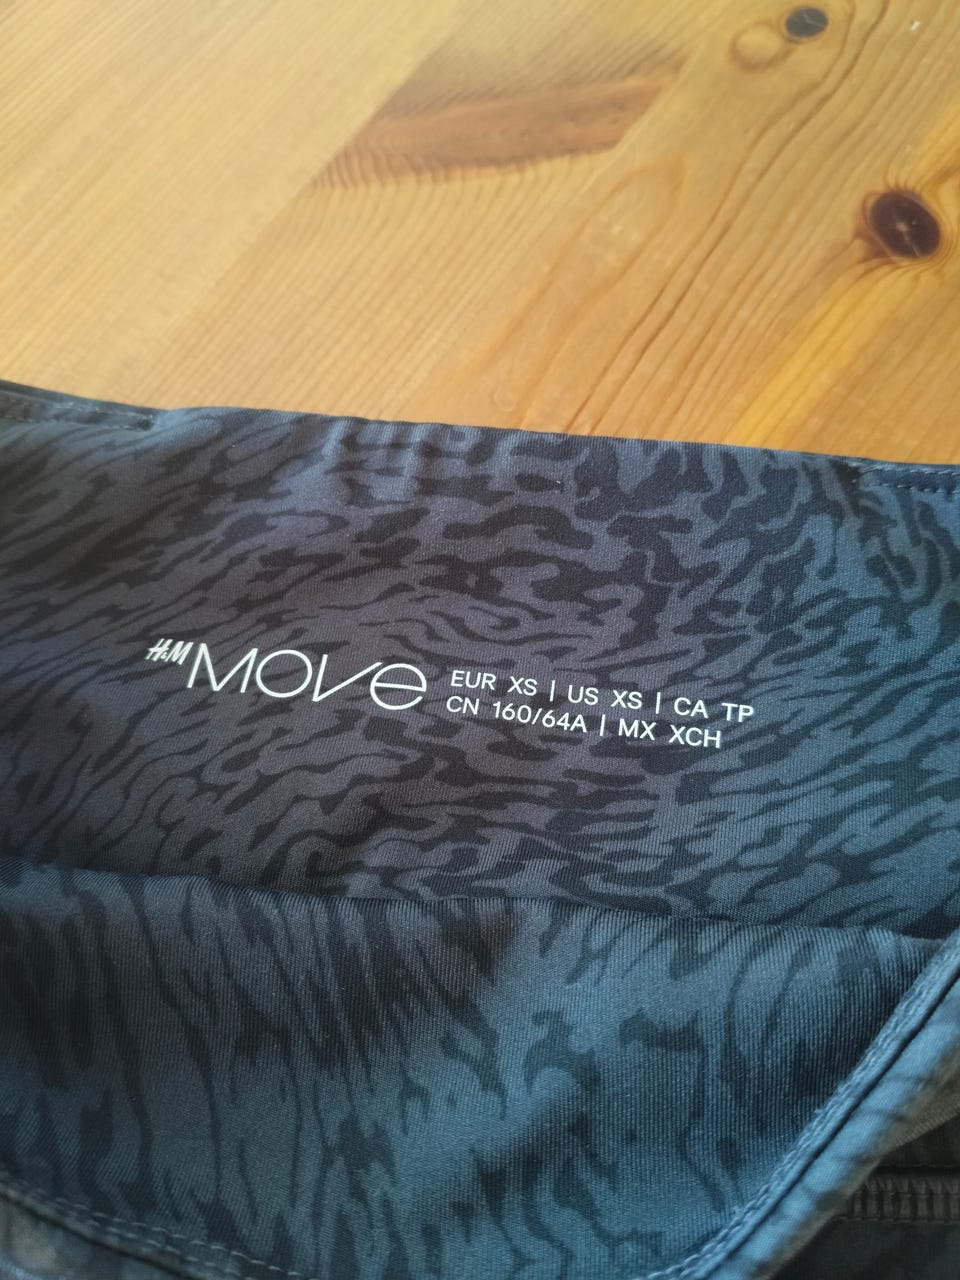 H&M MOVE
EUR XS | US XS | CA TP
CN 160/64A | MX XCH